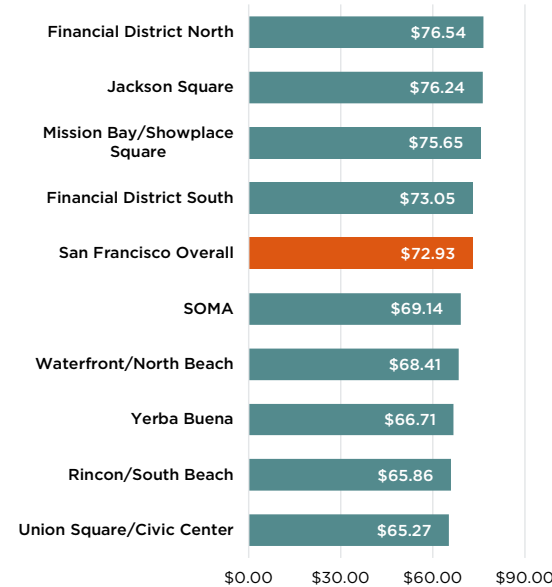 Financial District North $76.54
Jackson Square $76.24
Mission Bay/Showplace
Square $75.65
Financial District South $73.05
San Francisco Overall $72.93
SOMA $69.14
Waterfront/North Beach $68.41
Yerba Buena $66.71
Rincon/South Beach $65.86
Union Square/Civic Center $65.27
$0.00 $30.00 $60.00 $90.00